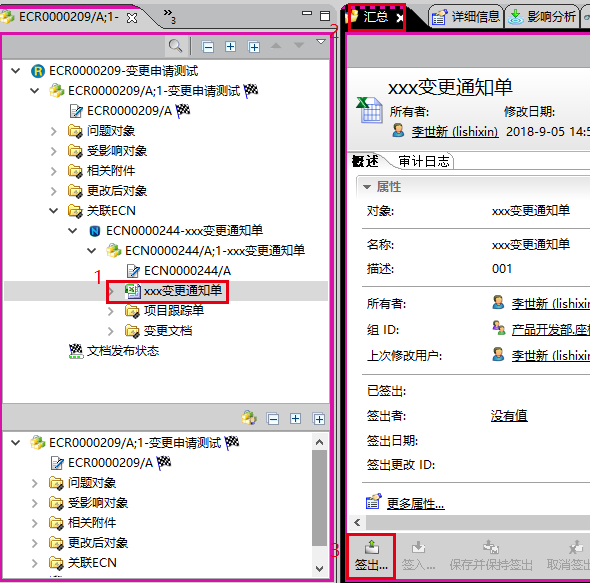 ECR0000209/A;1-
»3
ECR0000209-变更申请测试
ECR0000209/A;1-变更申请测试
ECR0000209/A
问题对象
受影响对象
相关附件
更改后对象
关联ECN
ECN0000244-xxx变更通知单
ECN0000244/A;1-xxx变更通知单
ECN0000244/A
1
xxx变更通知单
项目跟踪单
变更文档
文档发布状态
ECR0000209/A;1-变更申请测试
ECR0000209/A
问题对象
受影响对象
相关附件
更改后对象
关联ECN
2
汇总
详细信息
影响分析
xxx变更通知单
所有者:
修改日期:
李世新 (lishixin)
2018-9-05 14:5
概述
审计日志
属性
对象:
xxx变更通知单
名称:
xxx变更通知单
描述:
001
所有者:
李世新 (lishixin
组 ID:
产品开发部.座椅
上次修改用户:
李世新 (lishixin
已签出:
签出者:
没有值
签出日期:
签出更改 ID:
更多属性...
3
签出...
签入...
保存并保持签出
取消签出